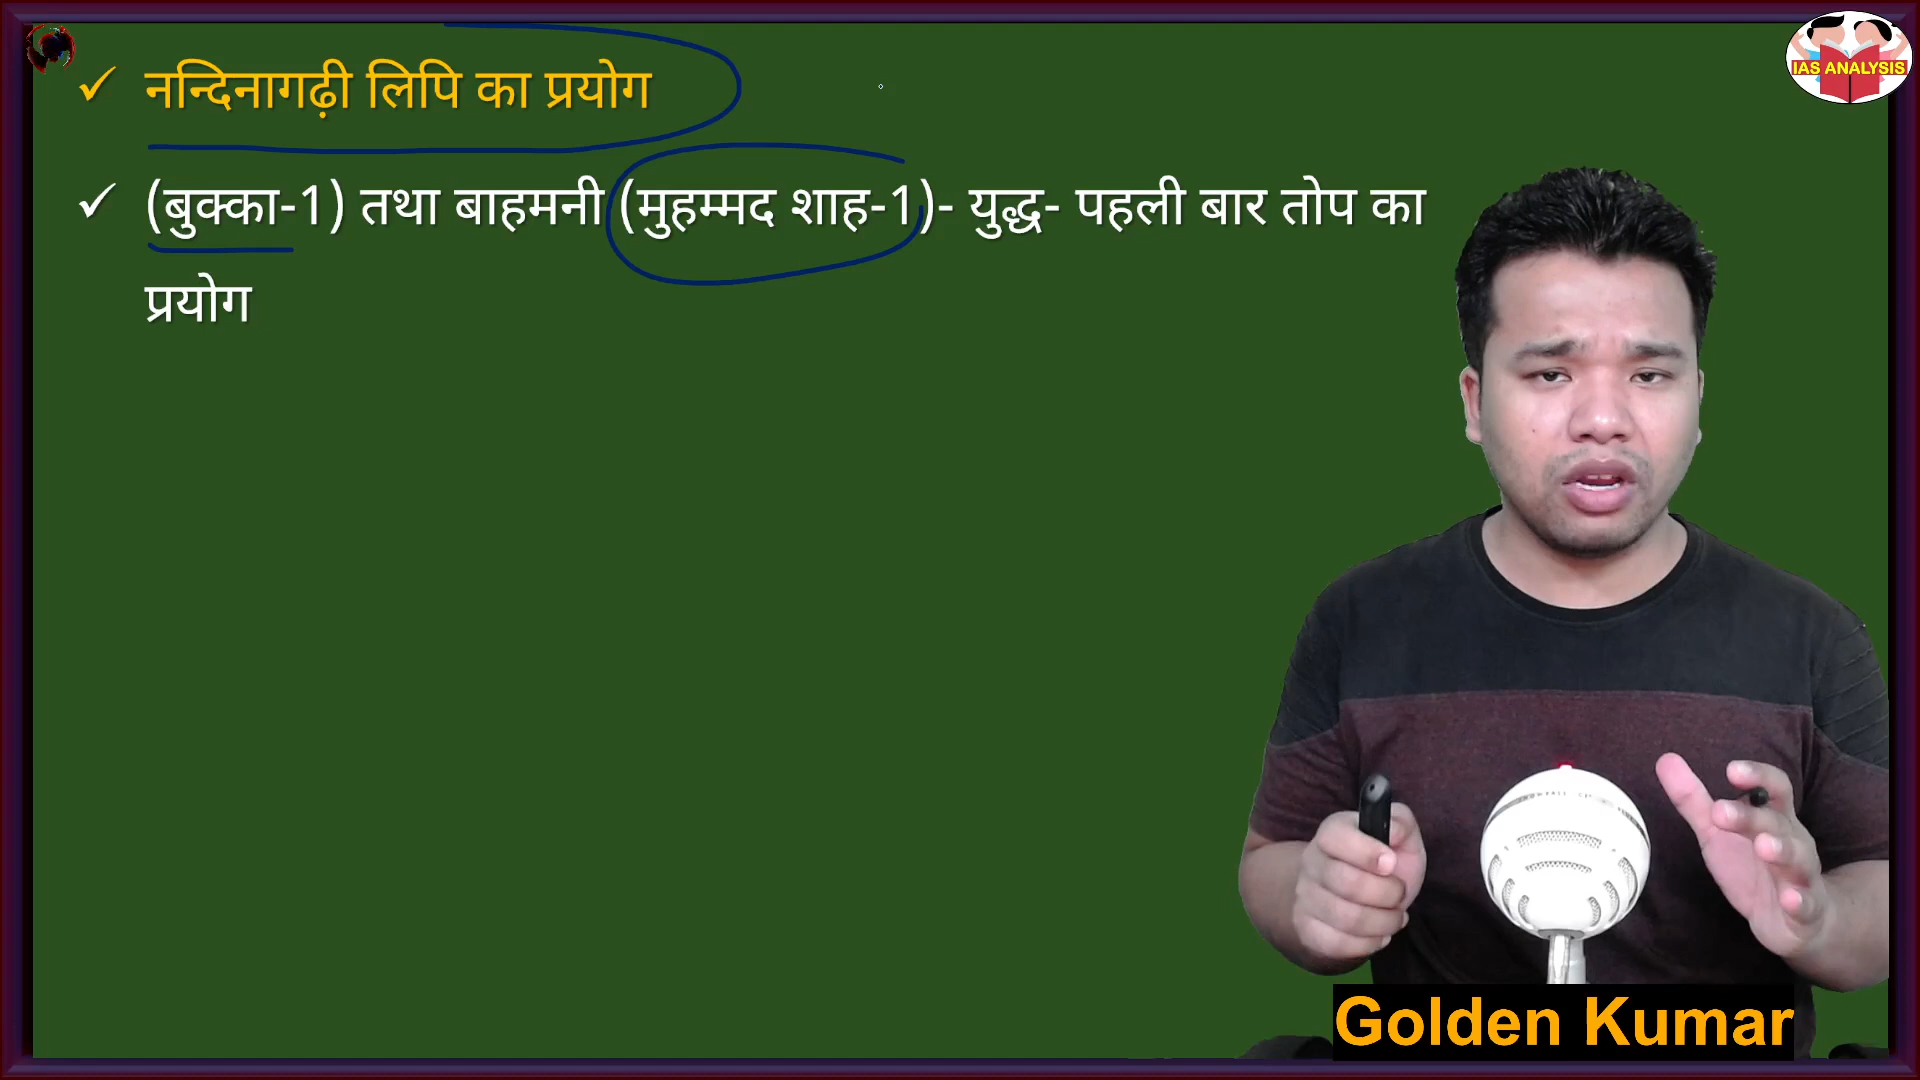 IAS ANALYSIS
✓ नन्दिनागढ़ी लिपि का प्रयोग
✓ (बुक्का-1) तथा बाहमनी (मुहम्मद शाह-1)- युद्ध- पहली बार तोप का
प्रयोग
Golden Kumar